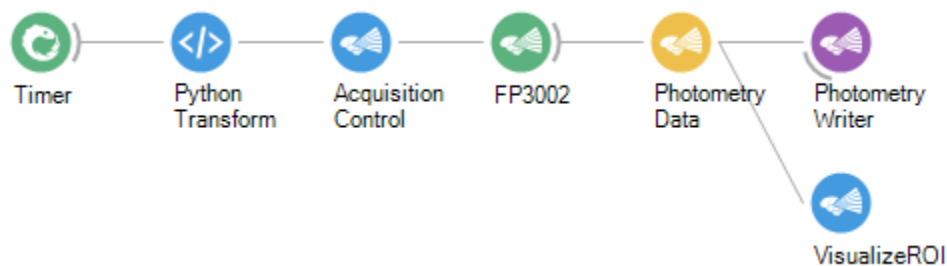 </>
Timer
Python
Transform
Acquisition
Control
FP3002
Photometry
Data
Photometry
Writer
VisualizeROI